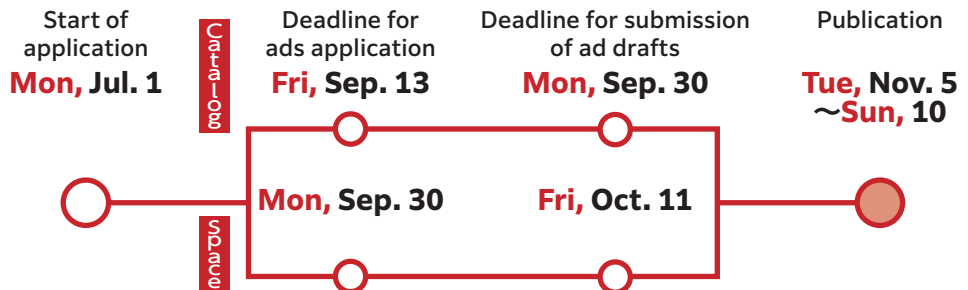 Start of
application
Mon, Jul. 1
Catalog
Deadline for
ads application
Fri, Sep. 13
Deadline for submission
of ad drafts
Mon, Sep. 30
Publication
Tue, Nov. 5
～Sun, 10
Space
Mon, Sep. 30
Fri, Oct. 11